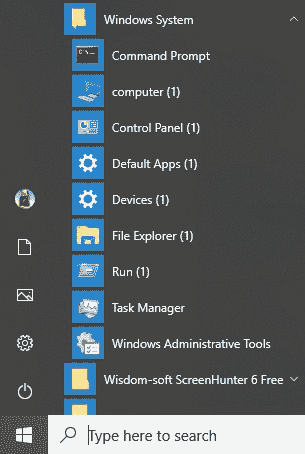 Windows System
Command Prompt
computer (1)
Control Panel (1)
Default Apps (1)
Devices (1)
File Explorer (1)
Run (1)
Task Manager
Windows Administrative Tools
Wisdom-soft ScreenHunter 6 Free
Type here to search